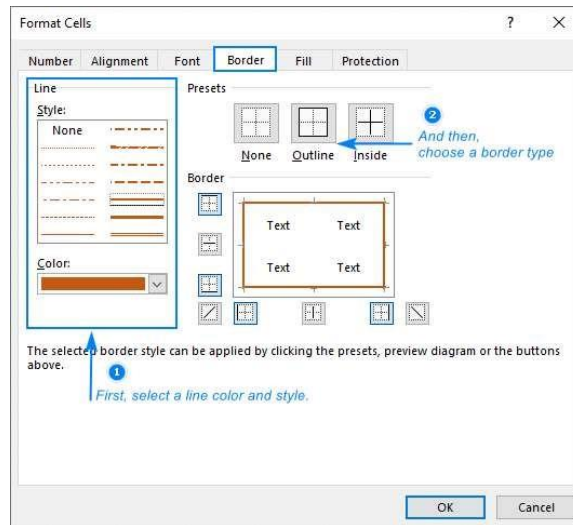 Format Cells
?
Number Alignment Font Border Fill Protection
Line
Style:
None
Color:
Presets
None Outline Inside
2
And then,
choose a border type
Border
Text Text
Text Text
The selected border style can be applied by clicking the presets, preview diagram or the buttons
above.
1
First, select a line color and style.
OK Cancel